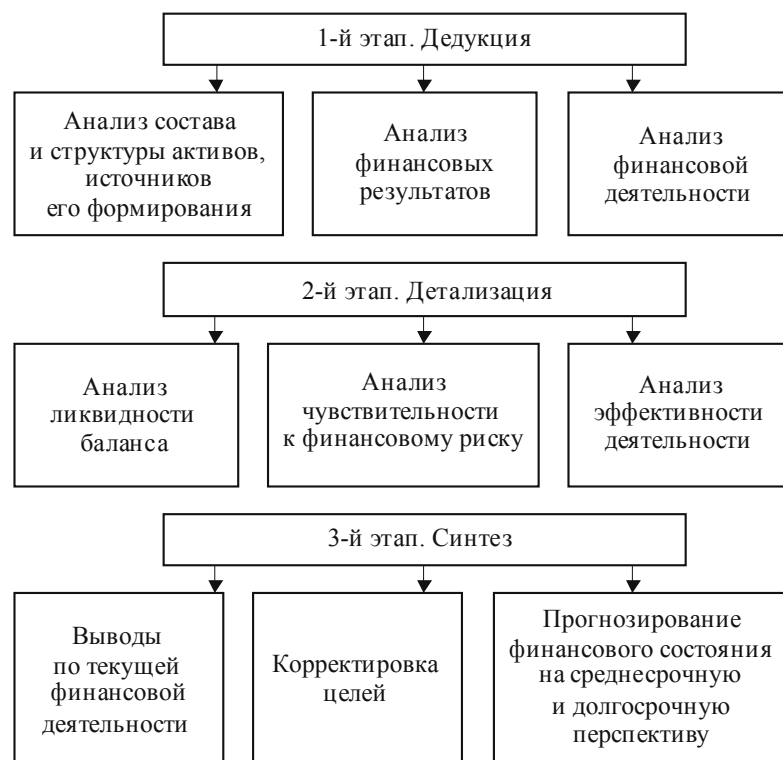 1-й этап. Дедукция
Анализ состава
и структуры активов,
источников
его формирования
Анализ
финансовых
результатов
Анализ
финансовой
деятельности
2-й этап. Детализация
Анализ
ликвидности
баланса
Анализ
чувствительности
к финансовому риску
Анализ
эффективности
деятельности
3-й этап. Синтез
Выводы
по текущей
финансовой
деятельности
Корректировка
целей
Прогнозирование
финансового состояния
на среднесрочную
и долгосрочную
перспективу